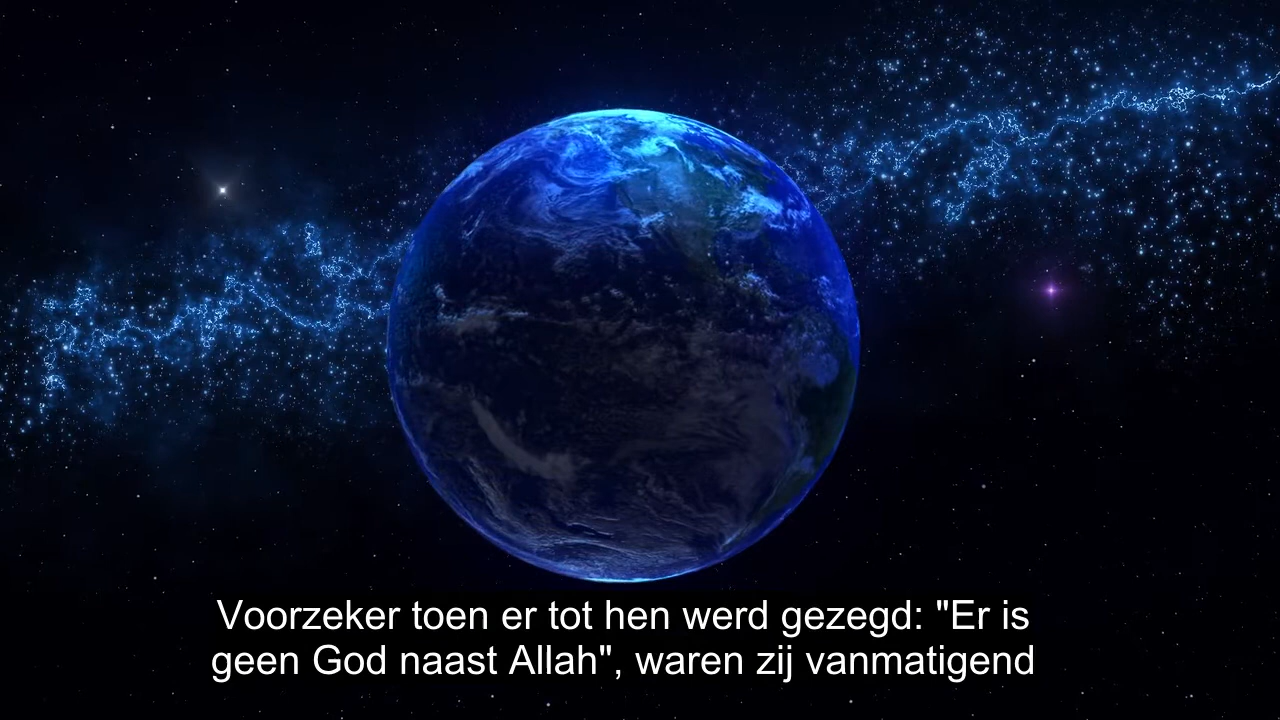 Voorzeker toen er tot hen werd gezegd: "Er is
geen God naast Allah", waren zij vanmatigend